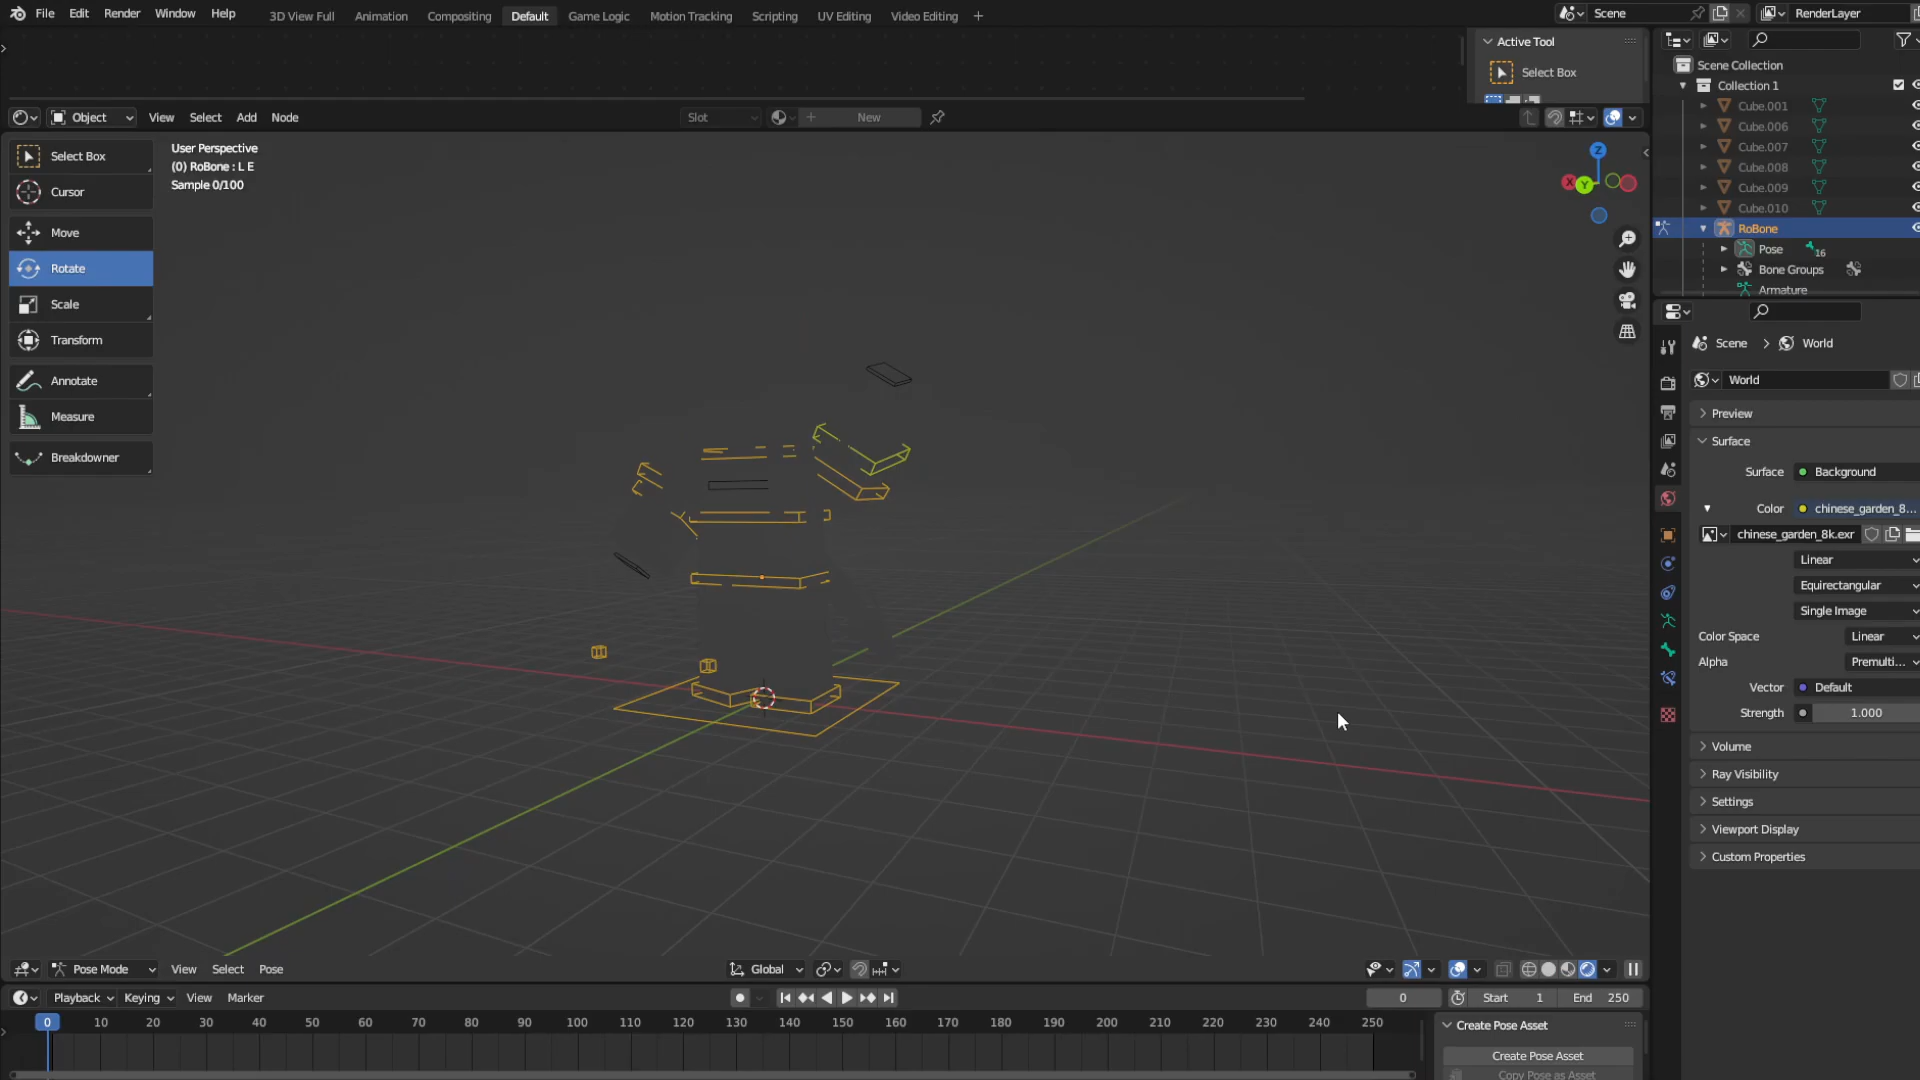 File Edit Render Window Help 3D View Full Animation Compositing Default Game Logic Motion Tracking Scripting UV Editing Video Editing + Scene RenderLayer
Active Tool
Select Box
Object View Select Add Node Slot New
Select Box
Cursor
Move
Rotate
Scale
Transform
Annotate
Measure
Breakdowner
User Perspective
(0) RoBone : L E
Sample 0/100
Z
X
Y
Scene Collection
Collection 1
Cube.001
Cube.006
Cube.007
Cube.008
Cube.009
Cube.010
RoBone
Pose 16
Bone Groups
Armature
Scene > World
World
Preview
Surface
Surface Background
Color chinese_garden_8...
chinese_garden_8k.exr
Linear
Equirectangular
Single Image
Color Space Linear
Alpha Premulti...
Vector Default
Strength 1.000
Volume
Ray Visibility
Settings
Viewport Display
Custom Properties
Pose Mode View Select Pose Global
Playback Keying View Marker 0 Start 1 End 250
0 10 20 30 40 50 60 70 80 90 100 110 120 130 140 150 160 170 180 190 200 210 220 230 240 250
Create Pose Asset
Create Pose Asset
Copy Pose as Asset